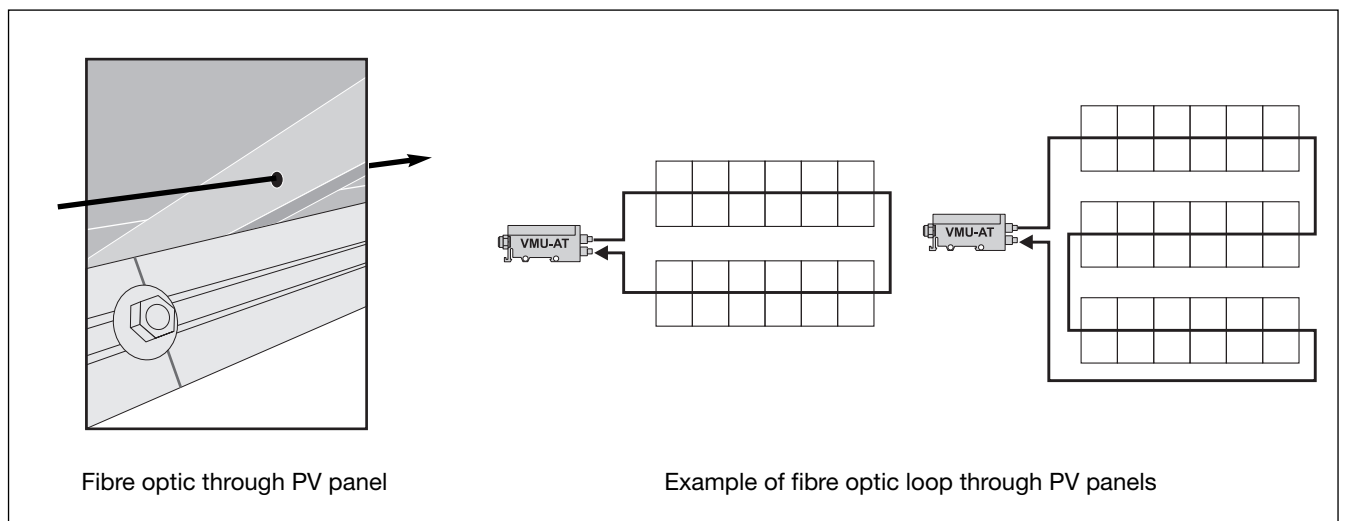 VMU-AT
VMU-AT
Fibre optic through PV panel
Example of fibre optic loop through PV panels